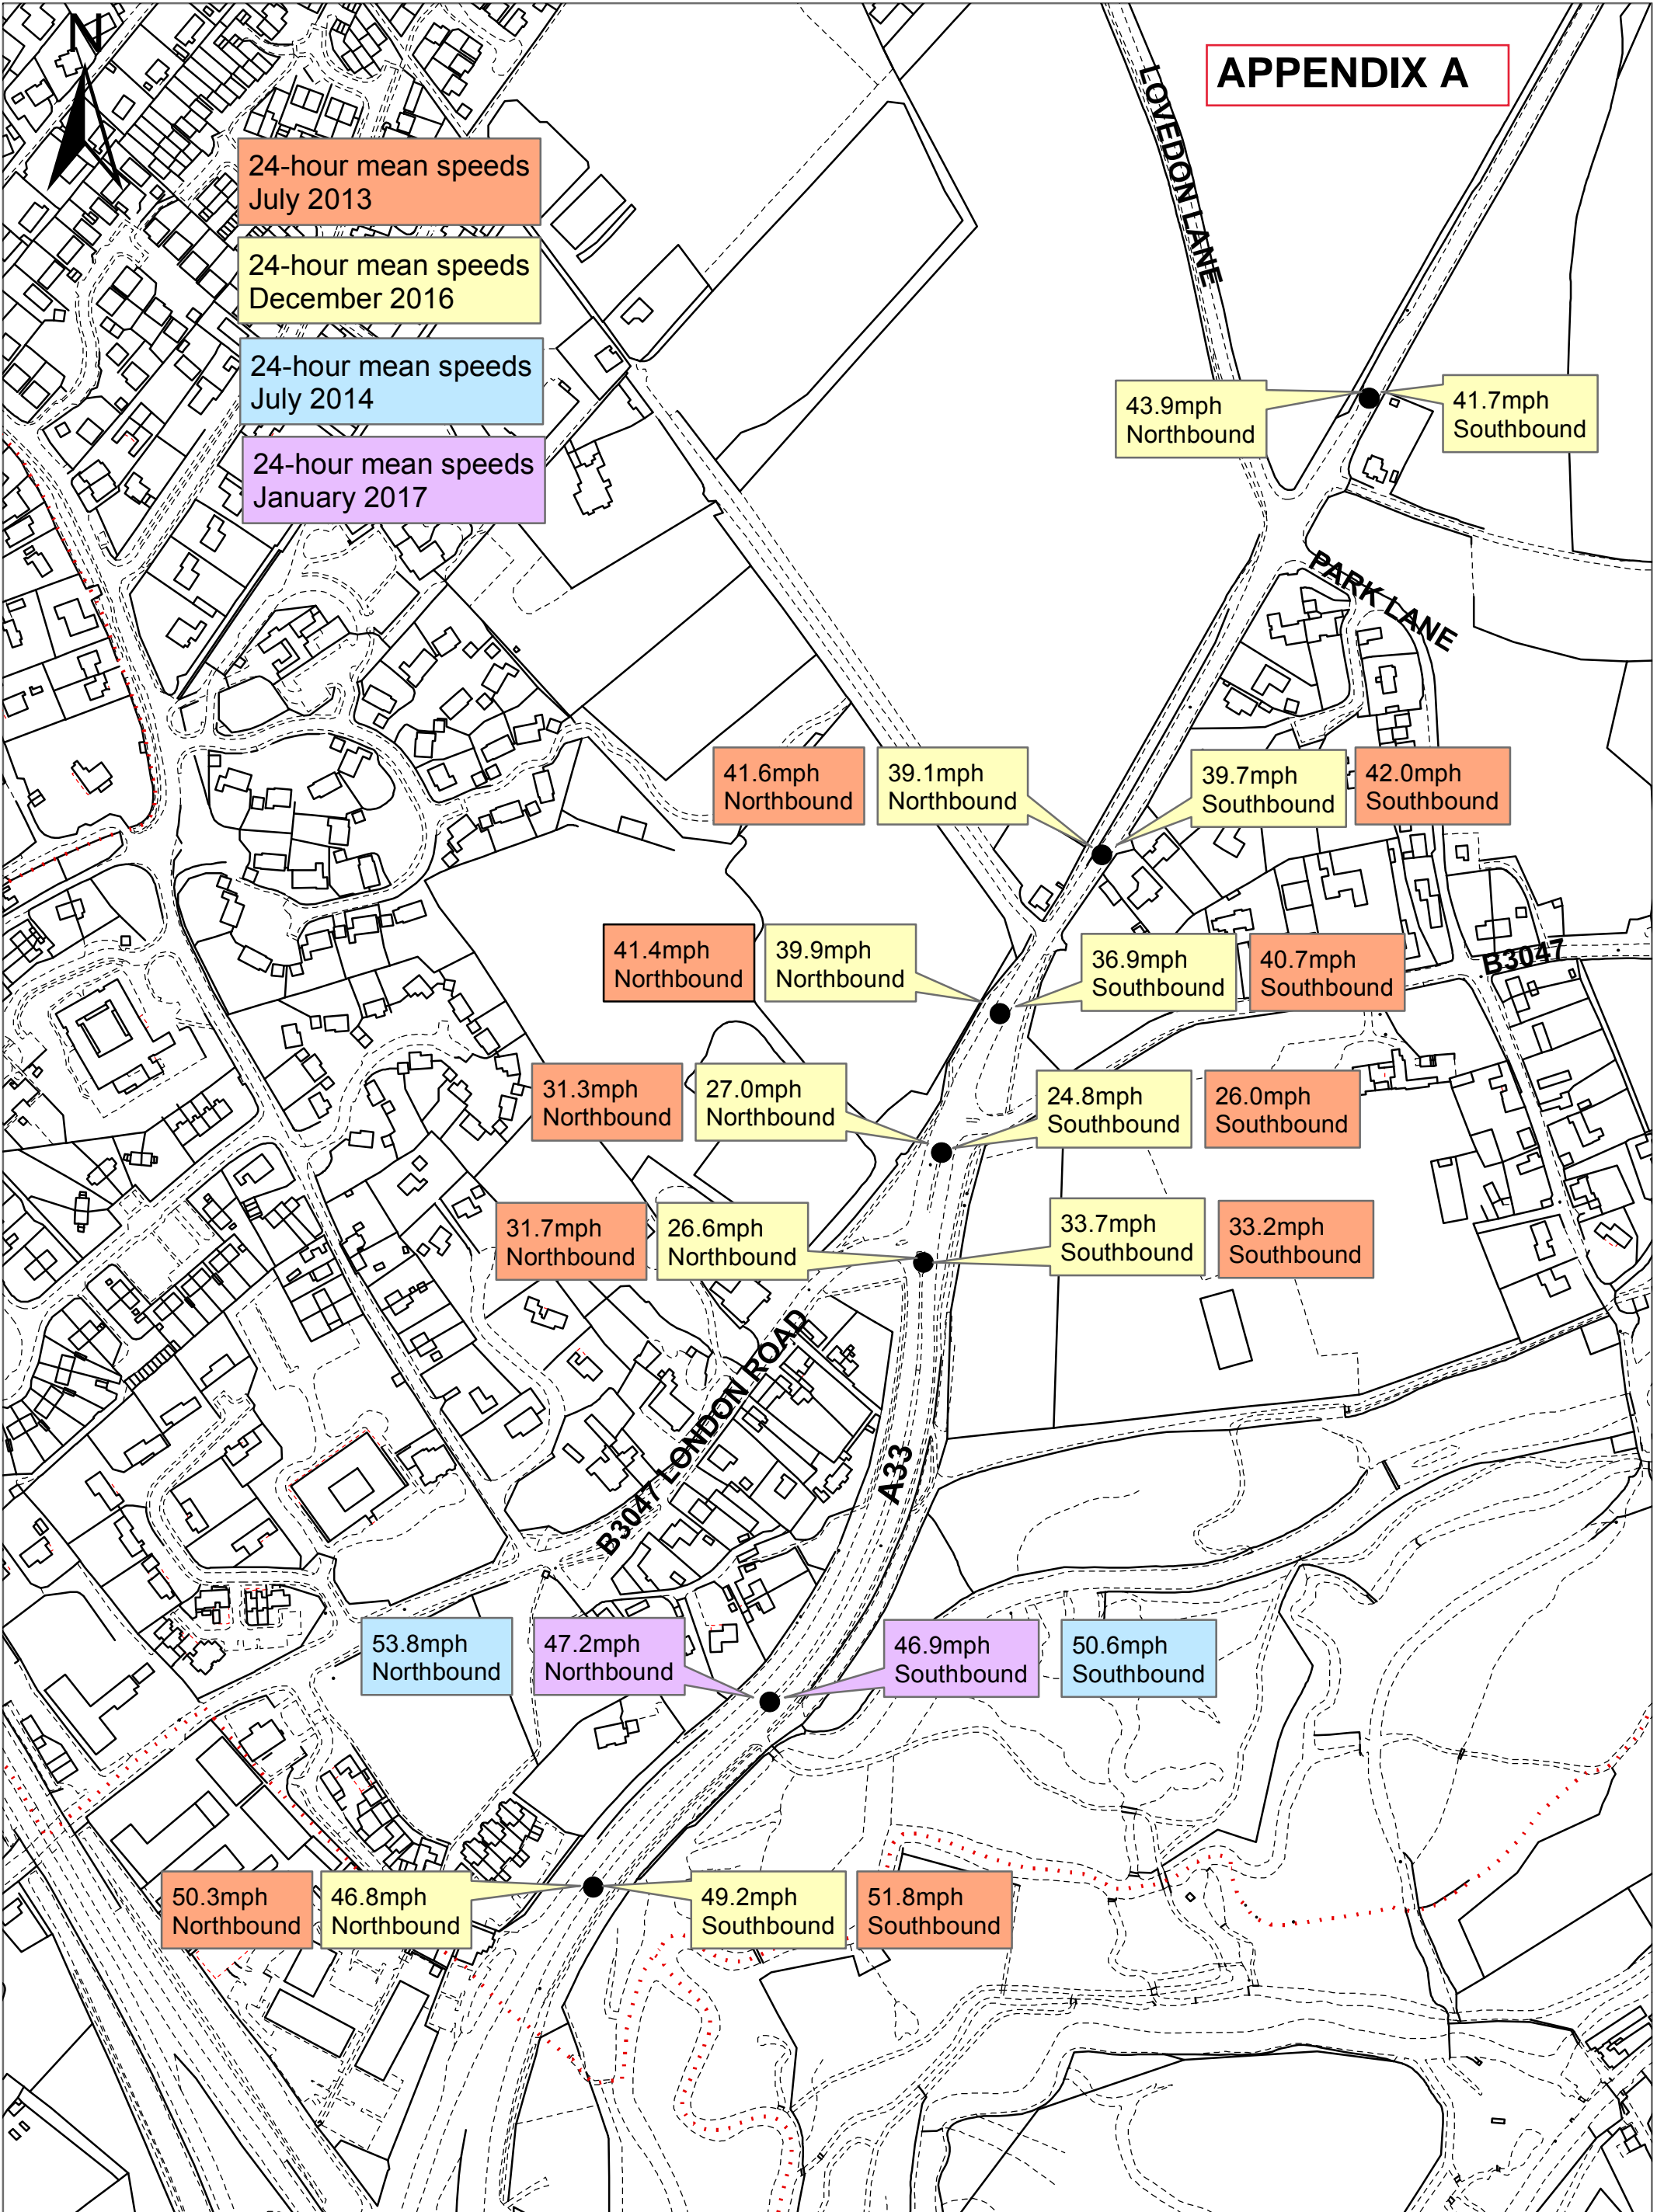 N
APPENDIX A
LOVEDON LANE
24-hour mean speeds
July 2013
24-hour mean speeds
December 2016
24-hour mean speeds
July 2014
24-hour mean speeds
January 2017
43.9mph
Northbound
41.7mph
Southbound
PARK LANE
41.6mph
Northbound
39.1mph
Northbound
39.7mph
Southbound
42.0mph
Southbound
41.4mph
Northbound
39.9mph
Northbound
36.9mph
Southbound
40.7mph
Southbound
B3047
31.3mph
Northbound
27.0mph
Northbound
24.8mph
Southbound
26.0mph
Southbound
31.7mph
Northbound
26.6mph
Northbound
33.7mph
Southbound
33.2mph
Southbound
B3047 LONDON ROAD
A33
53.8mph
Northbound
47.2mph
Northbound
46.9mph
Southbound
50.6mph
Southbound
50.3mph
Northbound
46.8mph
Northbound
49.2mph
Southbound
51.8mph
Southbound